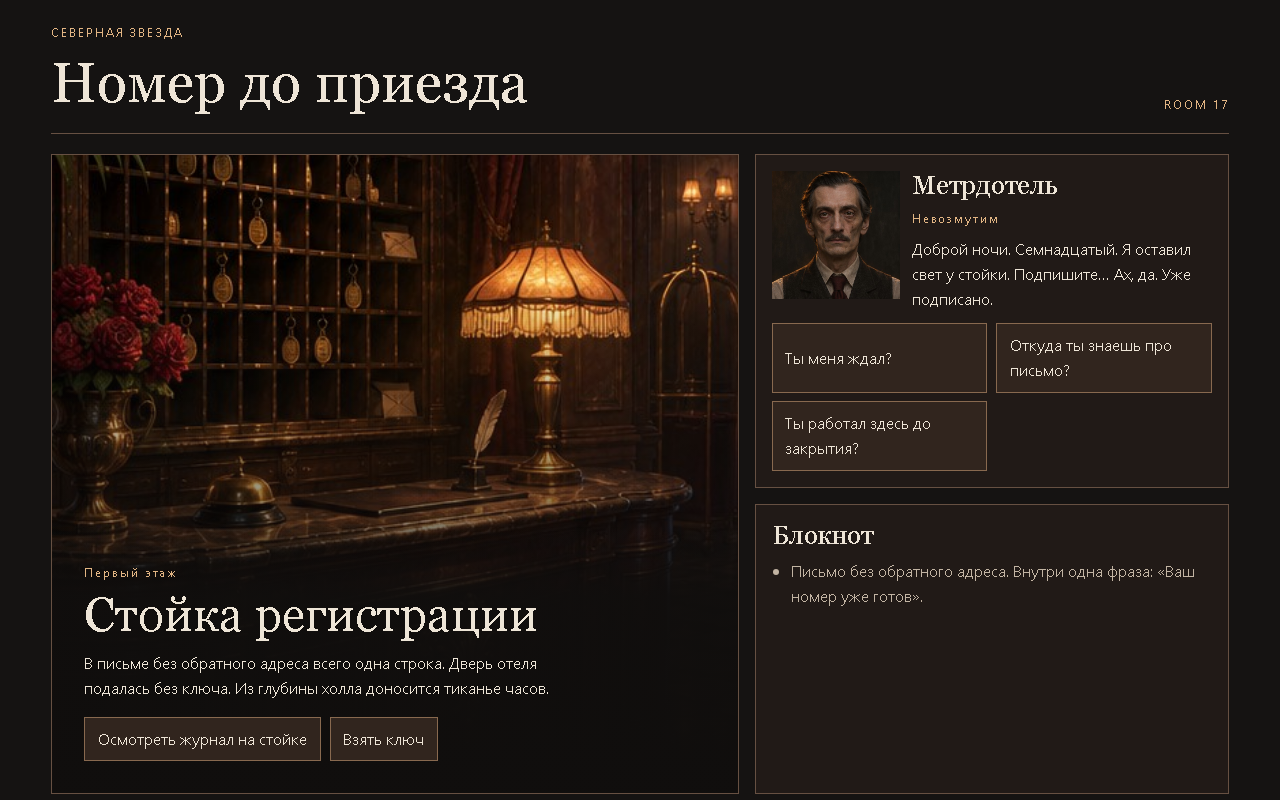 СЕВЕРНАЯ ЗВЕЗДА
Номер до приезда
ROOM 17
Первый этаж
Стойка регистрации
В письме без обратного адреса всего одна строка. Дверь отеля
подалась без ключа. Из глубины холла доносится тиканье часов.
Осмотреть журнал на стойке
Взять ключ
Метрдотель
Невозмутим
Доброй ночи. Семнадцатый. Я оставил
свет у стойки. Подпишите... Ах, да. Уже
подписано.
Ты меня ждал?
Откуда ты знаешь про
письмо?
Ты работал здесь до
закрытия?
Блокнот
Письмо без обратного адреса. Внутри одна фраза: «Ваш
номер уже готов».